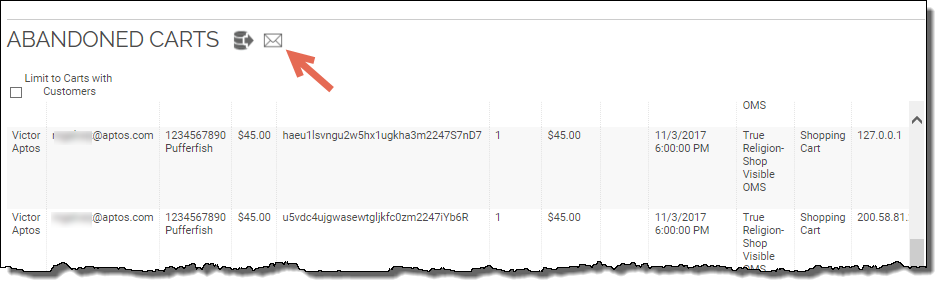 ABANDONED CARTS
Limit to Carts with
Customers
OMS
Victor
Aptos
@aptos.com
1234567890
Pufferfish
$45.00
haeu1lsvngu2w5hx1ugkha3m2247S7nD7
1
$45.00
11/3/2017
6:00:00 PM
True
Religion-
Shop
Visible
OMS
Shopping
Cart
127.0.0.1
Victor
Aptos
@aptos.com
1234567890
Pufferfish
$45.00
u5vdc4ujgwasewtgljkfc0zm2247iYb6R
1
$45.00
11/3/2017
6:00:00 PM
True
Religion-
Shop
Visible
OMS
Shopping
Cart
200.58.81.